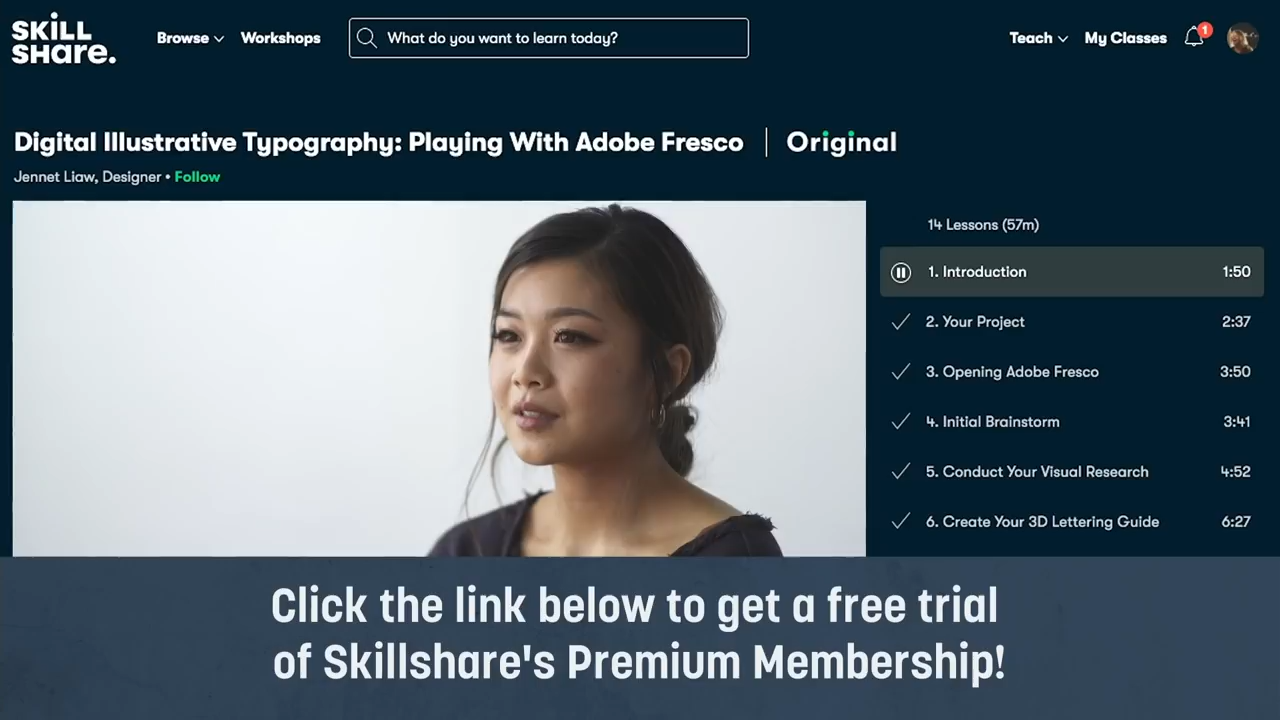 SKILL
SHARE.
Browse
Workshops
What do you want to learn today?
Teach
My Classes
1
Digital Illustrative Typography: Playing With Adobe Fresco | Original
Jennet Liaw, Designer • Follow
14 Lessons (57m)
1. Introduction 1:50
2. Your Project 2:37
3. Opening Adobe Fresco 3:50
4. Initial Brainstorm 3:41
5. Conduct Your Visual Research 4:52
6. Create Your 3D Lettering Guide 6:27
Click the link below to get a free trial
of Skillshare's Premium Membership!